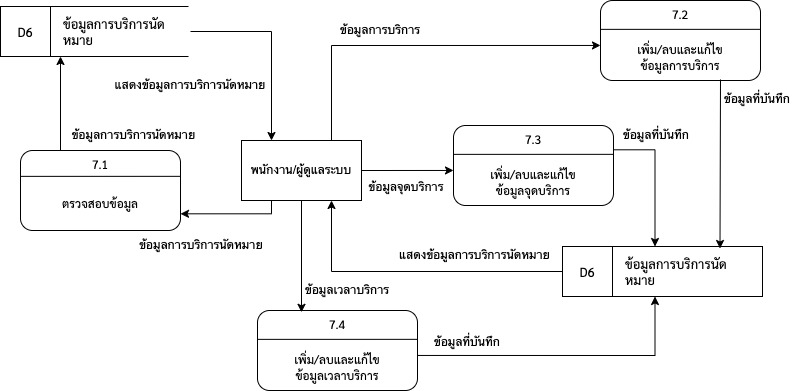 D6
ข้อมูลการบริการนัด
หมาย
ข้อมูลการบริการ
7.2
เพิ่ม/ลบและแก้ไข
ข้อมูลการบริการ
แสดงข้อมูลการบริการนัดหมาย
ข้อมูลที่บันทึก
ข้อมูลการบริการนัดหมาย
7.1
ตรวจสอบข้อมูล
พนักงาน/ผู้ดูแลระบบ
7.3
เพิ่ม/ลบและแก้ไข
ข้อมูลจุดบริการ
ข้อมูลที่บันทึก
ข้อมูลจุดบริการ
ข้อมูลการบริการนัดหมาย
แสดงข้อมูลการบริการนัดหมาย
D6
ข้อมูลการบริการนัด
หมาย
ข้อมูลเวลาบริการ
7.4
เพิ่ม/ลบและแก้ไข
ข้อมูลเวลาบริการ
ข้อมูลที่บันทึก